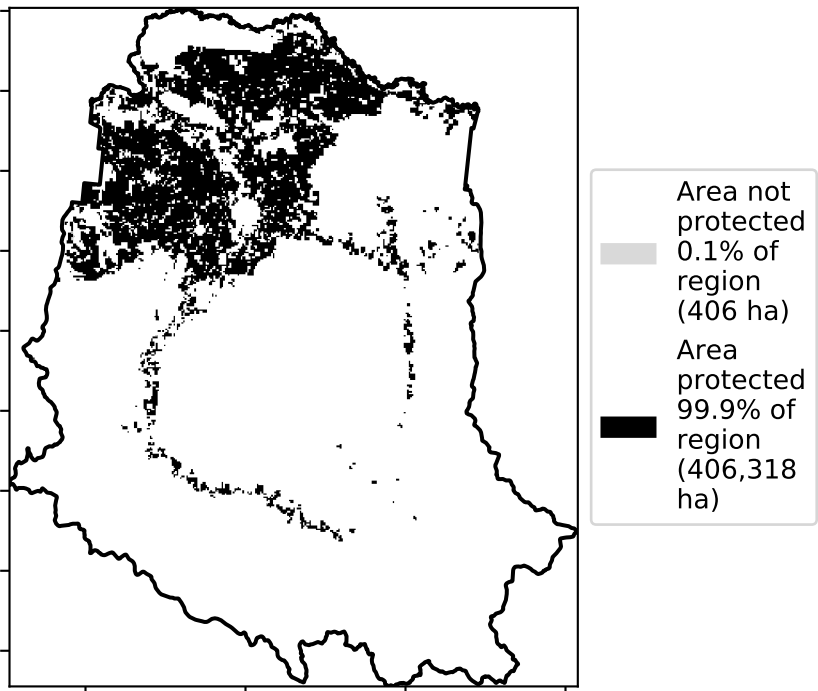 Area not
protected
0.1% of
region
(406 ha)
Area
protected
99.9% of
region
(406,318
ha)